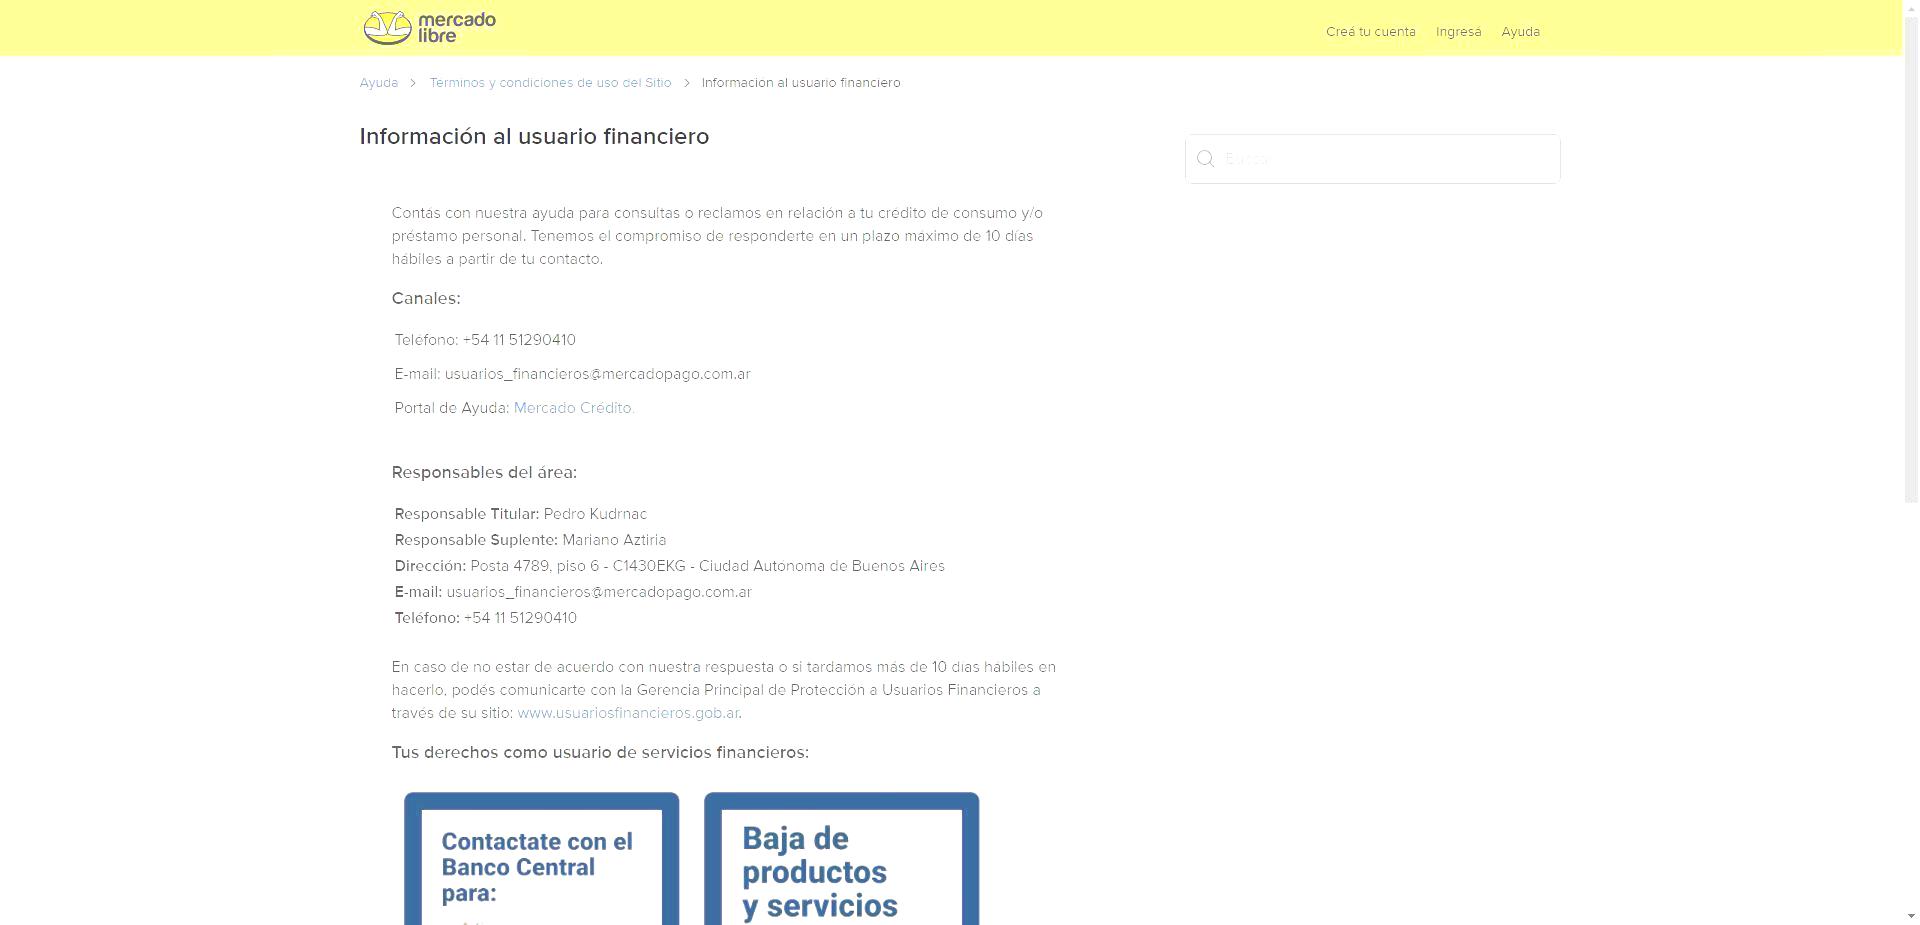 mercado
libre
Creá tu cuenta Ingresá Ayuda
Ayuda > Términos y condiciones de uso del Sitio > Información al usuario financiero
Información al usuario financiero
Contás con nuestra ayuda para consultas o reclamos en relación a tu crédito de consumo y/o
préstamo personal. Tenemos el compromiso de responderte en un plazo máximo de 10 días
hábiles a partir de tu contacto.
Canales:
Teléfono: +54 11 51290410
E-mail: usuarios_financieros@mercadopago.com.ar
Portal de Ayuda: Mercado Crédito.
Responsables del área:
Responsable Titular: Pedro Kudrnac
Responsable Suplente: Mariano Aztiria
Dirección: Posta 4789, piso 6 - C1430EKG - Ciudad Autonoma de Buenos Aires
E-mail: usuarios_financieros@mercadopago.com.ar
Teléfono: +54 11 51290410
En caso de no estar de acuerdo con nuestra respuesta o si tardamos más de 10 días hábiles en
hacerlo, podés comunicarte con la Gerencia Principal de Protección a Usuarios Financieros a
través de su sitio: www.usuariosfinancieros.gob.ar.
Tus derechos como usuario de servicios financieros:
Contactate con el
Banco Central
para:
Baja de
productos
y servicios